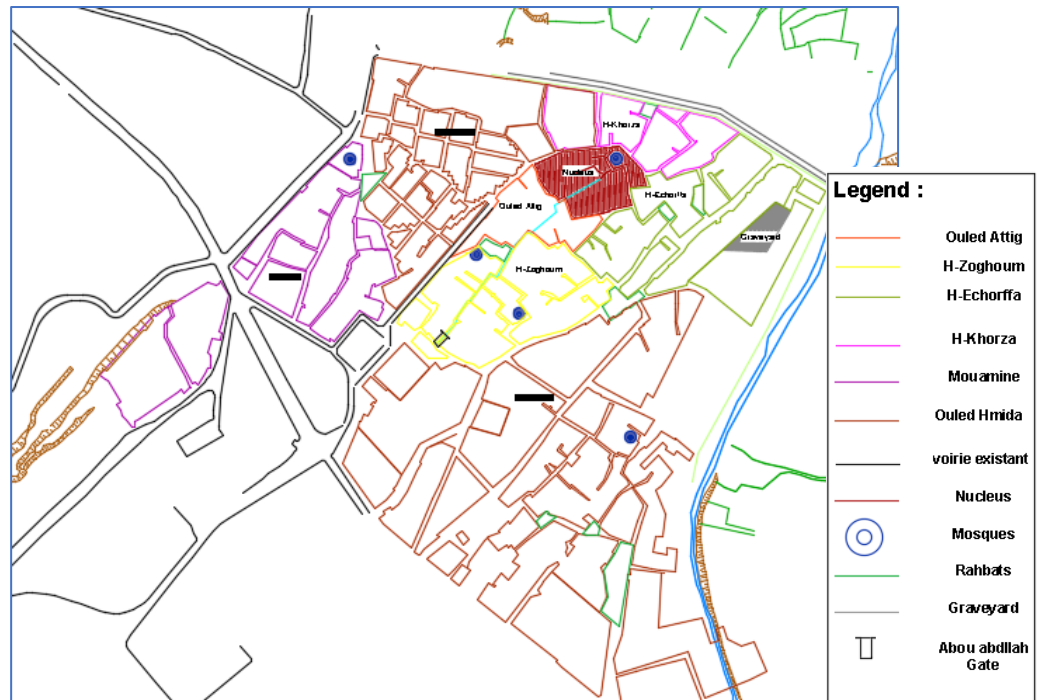 H-Khorza
Nucleus
H-Echorffa
Ouled Attig
Graveyard
H-Zoghoum
Legend :
Ouled Attig
H-Zoghoum
H-Echorffa
H-Khorza
Mouamine
Ouled Hmida
voirie existant
Nucleus
Mosques
Rahbats
Graveyard
Abou abdllah
Gate